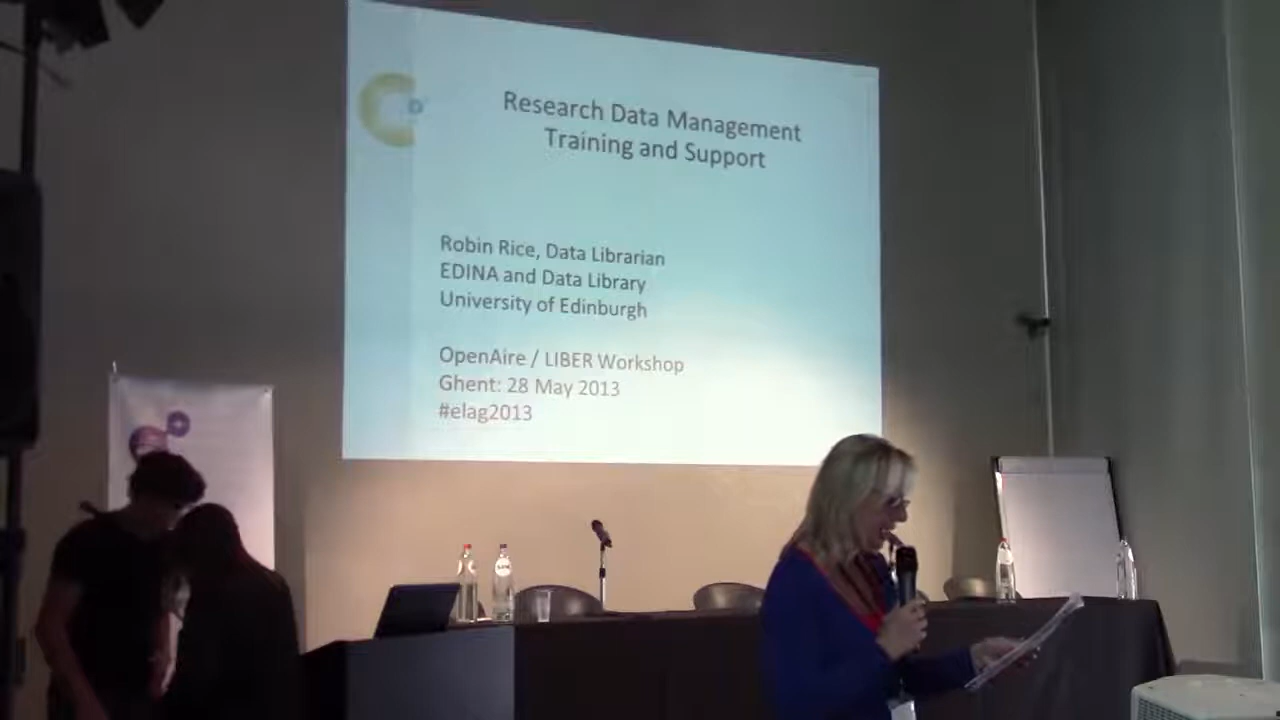 Research Data Management
Training and Support
Robin Rice, Data Librarian
EDINA and Data Library
University of Edinburgh
OpenAire / LIBER Workshop
Ghent: 28 May 2013
#elag2013